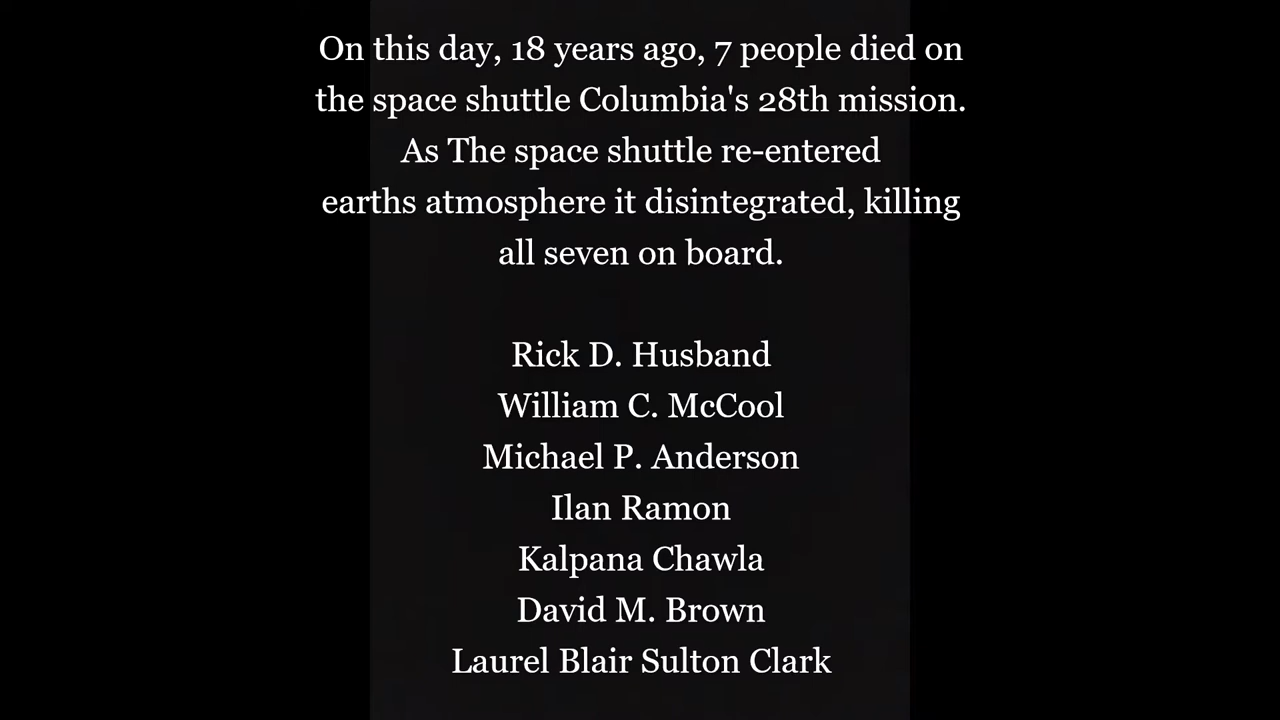 On this day, 18 years ago, 7 people died on
the space shuttle Columbia's 28th mission.
As The space shuttle re-entered
earths atmosphere it disintegrated, killing
all seven on board.
Rick D. Husband
William C. McCool
Michael P. Anderson
Ilan Ramon
Kalpana Chawla
David M. Brown
Laurel Blair Sulton Clark